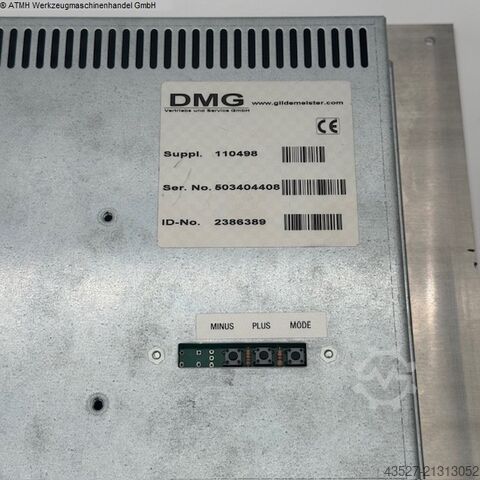 ® ATMH Werkzeugmaschinenhandel GmbH
DMG
Vertriebs und Service GmbH
www.gildemeister.com
CE
Suppl. 110498
Ser. No. 503404408
ID-No. 2386389
MINUS PLUS MODE
43527-21313052